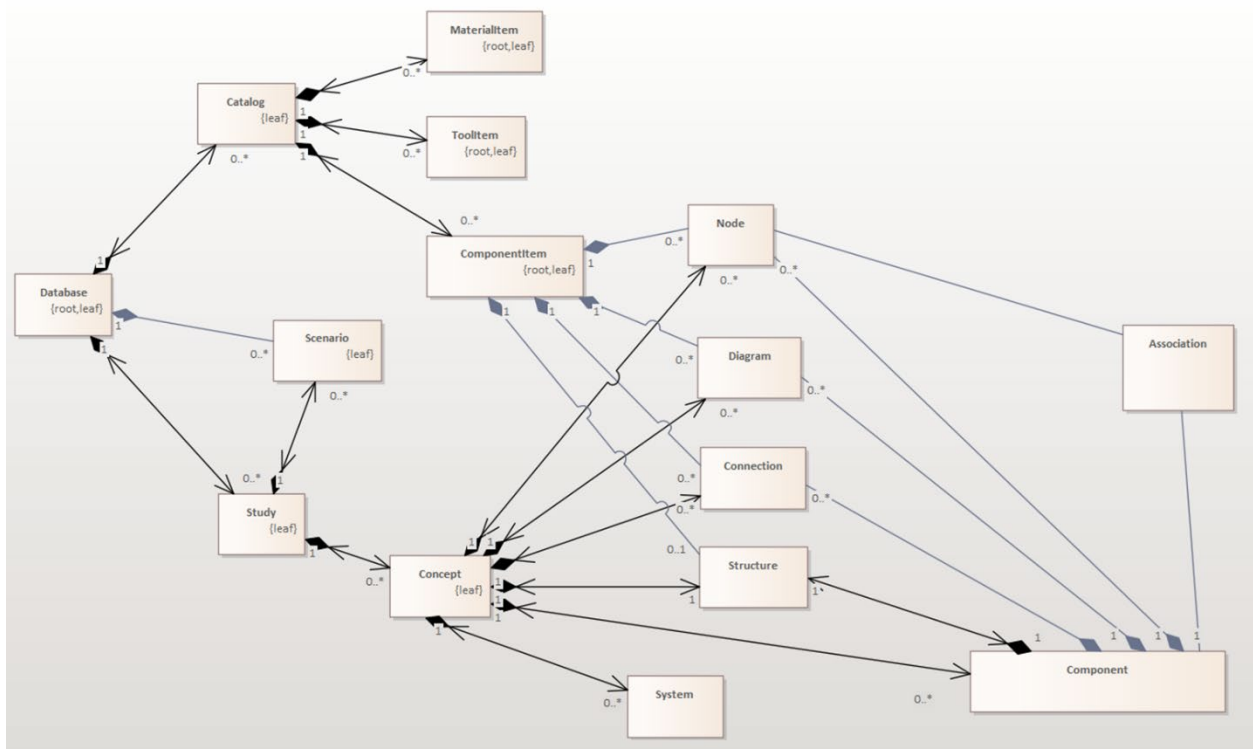 MaterialItem
{root,leaf}
0..*
Catalog
{leaf}
1
1
1
0..*
ToolItem
{root,leaf}
0..*
0..*
ComponentItem
{root,leaf}
1
1
1
1
Node
0..*
0..*
0..*
Database
{root,leaf}
1
1
1
Scenario
{leaf}
0..*
0..*
Diagram
0..*
0..*
0..*
Association
Connection
0..*
0..*
0..*
Study
{leaf}
0..*
1
1
Concept
{leaf}
0..*
1
1
1
1
1
1
Structure
0..1
1
1
Component
1
1
1
1
0..*
System
0..*